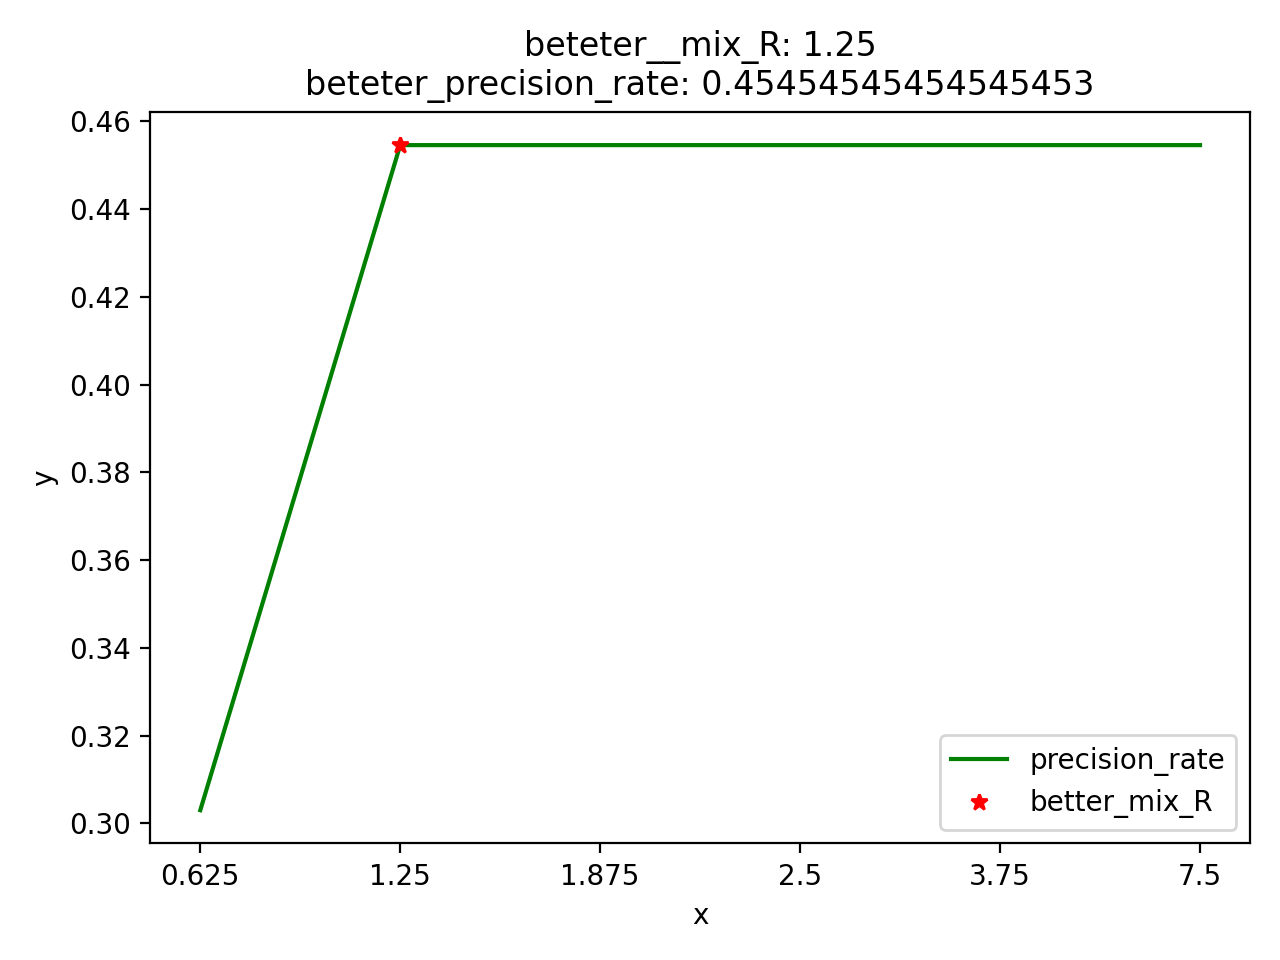 beteter__mix_R: 1.25
beteter_precision_rate: 0.45454545454545453
0.46
0.44
0.42
0.40
0.38
0.36
0.34
0.32
0.30
y
precision_rate
better_mix_R
0.625 1.25 1.875 2.5 3.75 7.5
x